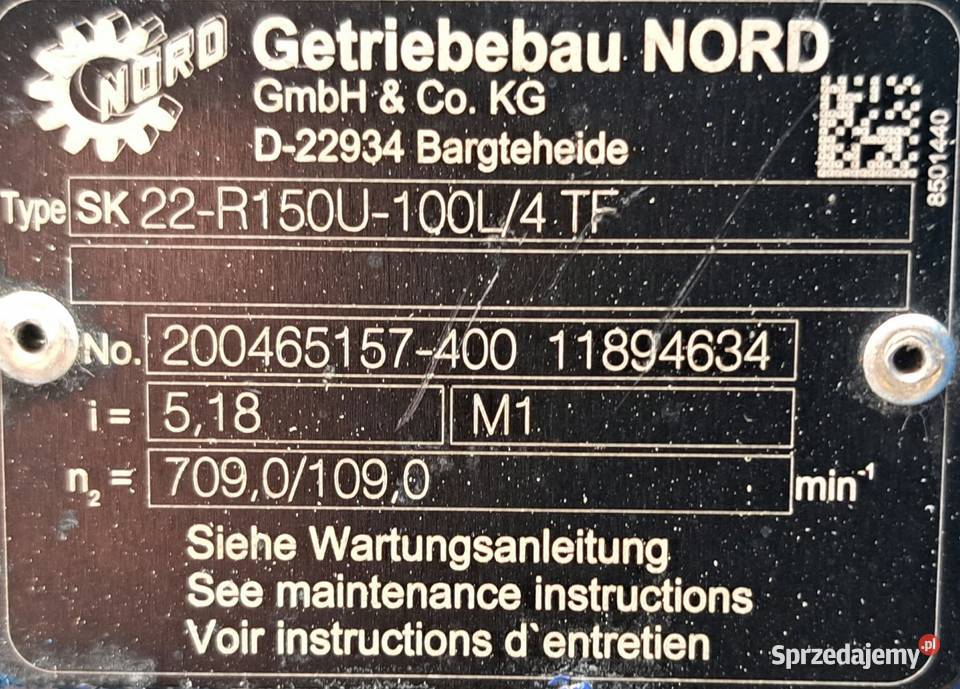 NORD
Getriebebau NORD
GmbH & Co. KG
D-22934 Bargteheide
8501440
Type SK 22-R150U-100L/4 TF
No. 200465157-400 11894634
i = 5,18 M1
n₂ = 709,0/109,0 min⁻¹
Siehe Wartungsanleitung
See maintenance instructions
Voir instructions d`entretien
Sprzedajemy.pl